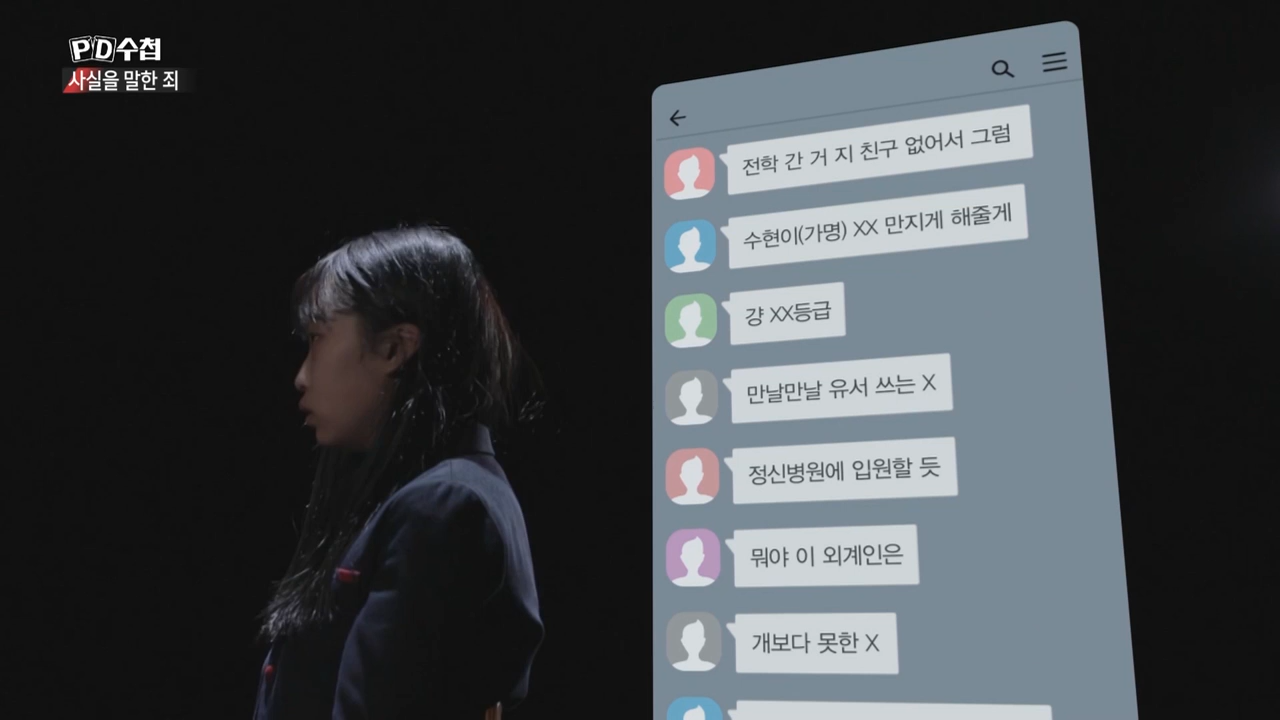 PD수첩
사실을 말한 죄
전학 간 거 지 친구 없어서 그럼
수현이(가명) XX 만지게 해줄게
걍 XX등급
만날만날 유서 쓰는 X
정신병원에 입원할 듯
뭐야 이 외계인은
개보다 못한 X